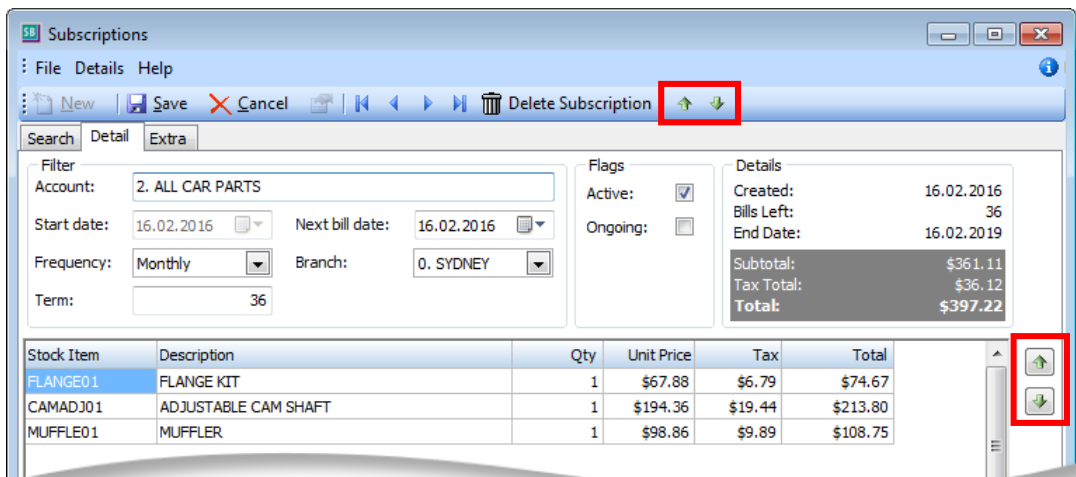 SB Subscriptions
File Details Help
New Save Cancel Delete Subscription
Search Detail Extra
Filter
Account: 2. ALL CAR PARTS
Start date: 16.02.2016 Next bill date: 16.02.2016
Frequency: Monthly Branch: 0. SYDNEY
Term: 36
Flags
Active:
Ongoing:
Details
Created: 16.02.2016
Bills Left: 36
End Date: 16.02.2019
Subtotal: $361.11
Tax Total: $36.12
Total: $397.22
Stock Item Description Qty Unit Price Tax Total
FLANGE01 FLANGE KIT 1 $67.88 $6.79 $74.67
CAMADJ01 ADJUSTABLE CAM SHAFT 1 $194.36 $19.44 $213.80
MUFFLE01 MUFFLER 1 $98.86 $9.89 $108.75